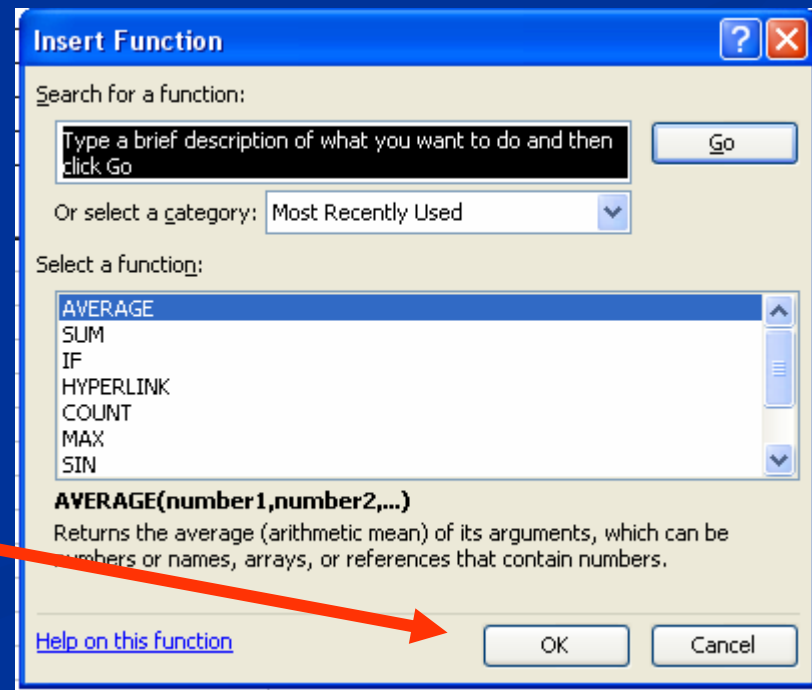 Insert Function
Search for a function:
Type a brief description of what you want to do and then
click Go
Go
Or select a category: Most Recently Used
Select a function:
AVERAGE
SUM
IF
HYPERLINK
COUNT
MAX
SIN
AVERAGE(number1,number2,...)
Returns the average (arithmetic mean) of its arguments, which can be
numbers or names, arrays, or references that contain numbers.
Help on this function
OK
Cancel